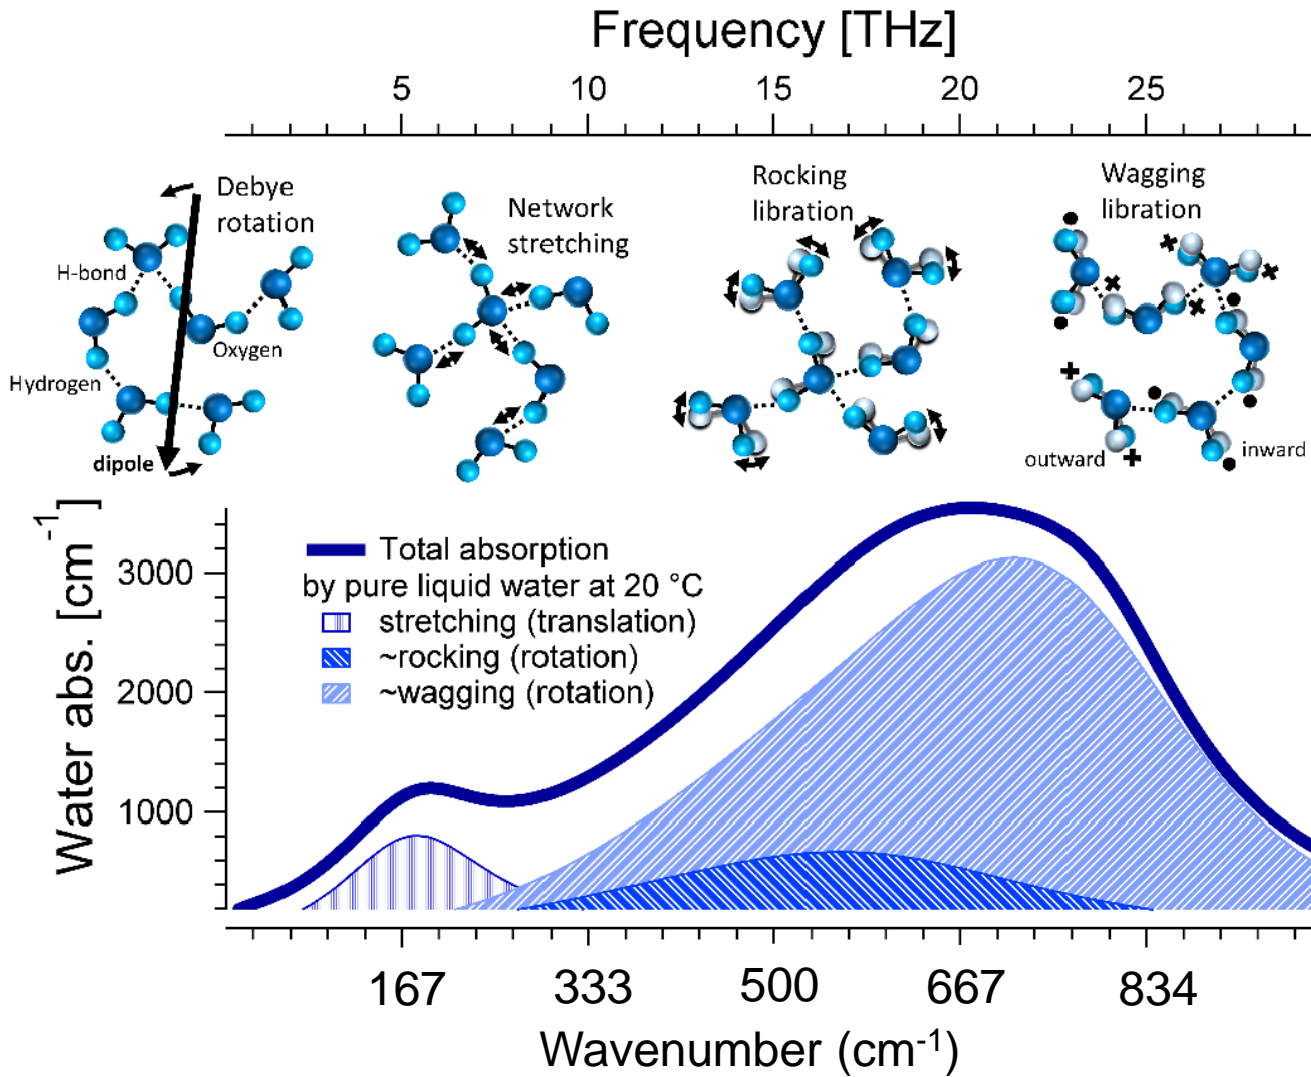 Frequency [THz]
5 10 15 20 25
Debye
rotation
H-bond
Oxygen
Hydrogen
dipole
Network
stretching
Rocking
libration
Wagging
libration
outward
inward
Water abs. [cm-1]
3000
2000
1000
Total absorption
by pure liquid water at 20 °C
stretching (translation)
~rocking (rotation)
~wagging (rotation)
167 333 500 667 834
Wavenumber (cm-1)